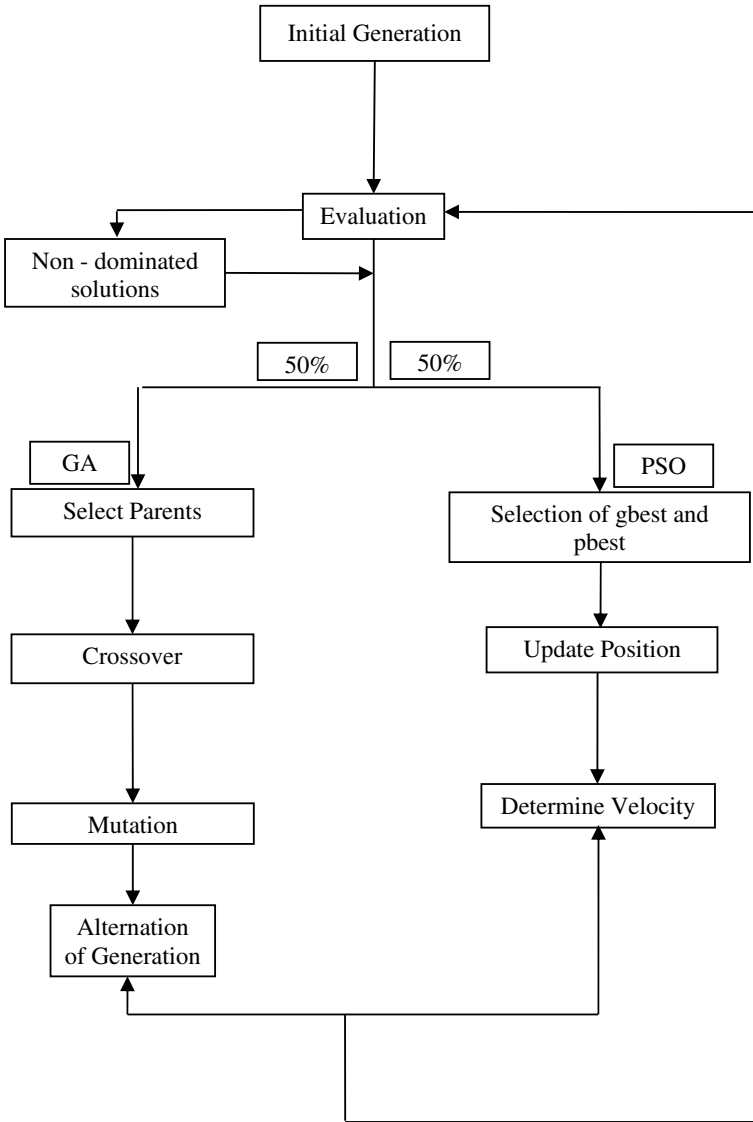 Initial Generation
Evaluation
Non - dominated
solutions
50%
50%
GA
PSO
Select Parents
Selection of gbest and
pbest
Crossover
Update Position
Mutation
Determine Velocity
Alternation
of Generation